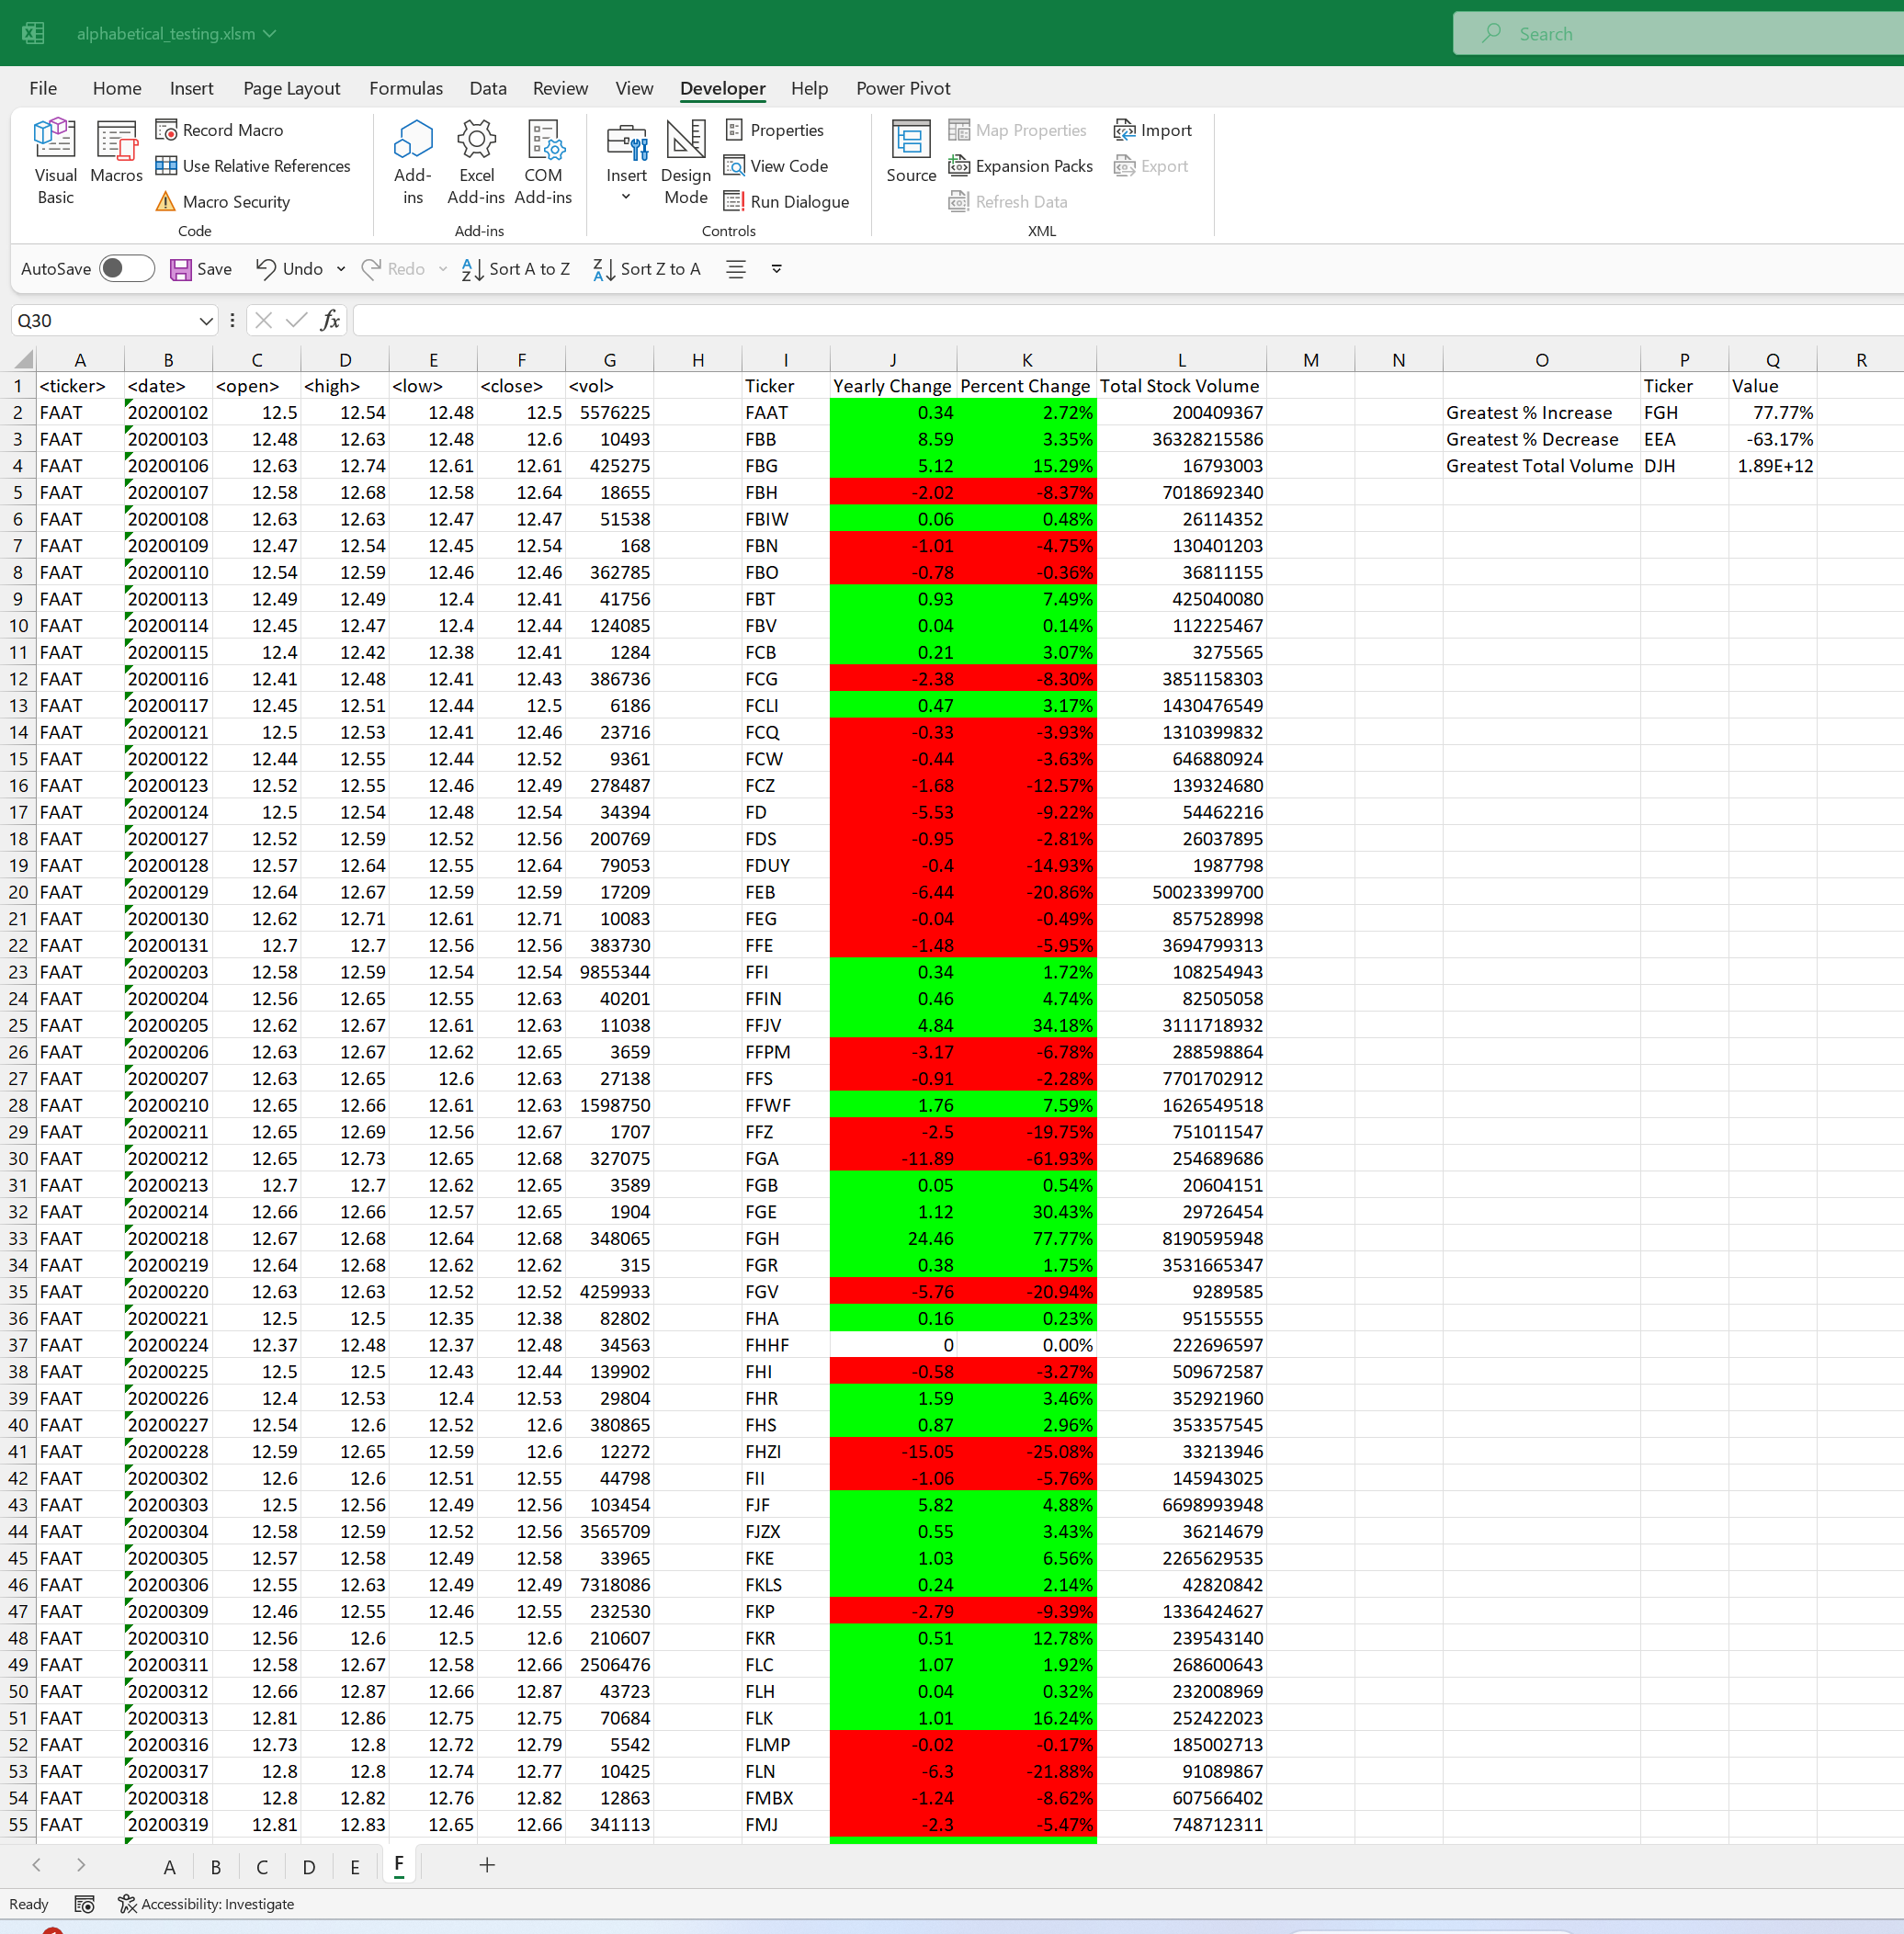 alphabetical_testing.xlsm
Search
File Home Insert Page Layout Formulas Data Review View Developer Help Power Pivot
Visual Basic
Macros
Record Macro
Use Relative References
Macro Security
Code
Add-ins
Excel Add-ins
COM Add-ins
Add-ins
Insert
Design Mode
Properties
View Code
Run Dialogue
Controls
Source
Map Properties
Expansion Packs
Refresh Data
Import
Export
XML
AutoSave Save Undo Redo Sort A to Z Sort Z to A
Q30 fx
A B C D E F G H I J K L M N O P Q R
1 <ticker> <date> <open> <high> <low> <close> <vol> Ticker Yearly Change Percent Change Total Stock Volume Ticker Value
2 FAAT 20200102 12.5 12.54 12.48 12.5 5576225 FAAT 0.34 2.72% 200409367 Greatest % Increase FGH 77.77%
3 FAAT 20200103 12.48 12.63 12.48 12.6 10493 FBB 8.59 3.35% 36328215586 Greatest % Decrease EEA -63.17%
4 FAAT 20200106 12.63 12.74 12.61 12.61 425275 FBG 5.12 15.29% 16793003 Greatest Total Volume DJH 1.89E+12
5 FAAT 20200107 12.58 12.68 12.58 12.64 18655 FBH -2.02 -8.37% 7018692340
6 FAAT 20200108 12.63 12.63 12.47 12.47 51538 FBIW 0.06 0.48% 26114352
7 FAAT 20200109 12.47 12.54 12.45 12.54 168 FBN -1.01 -4.75% 130401203
8 FAAT 20200110 12.54 12.59 12.46 12.46 362785 FBO -0.78 -0.36% 36811155
9 FAAT 20200113 12.49 12.49 12.4 12.41 41756 FBT 0.93 7.49% 425040080
10 FAAT 20200114 12.45 12.47 12.4 12.44 124085 FBV 0.04 0.14% 112225467
11 FAAT 20200115 12.4 12.42 12.38 12.41 1284 FCB 0.21 3.07% 3275565
12 FAAT 20200116 12.41 12.48 12.41 12.43 386736 FCG -2.38 -8.30% 3851158303
13 FAAT 20200117 12.45 12.51 12.44 12.5 6186 FCLI 0.47 3.17% 1430476549
14 FAAT 20200121 12.5 12.53 12.41 12.46 23716 FCQ -0.33 -3.93% 1310399832
15 FAAT 20200122 12.44 12.55 12.44 12.52 9361 FCW -0.44 -3.63% 646880924
16 FAAT 20200123 12.52 12.55 12.46 12.49 278487 FCZ -1.68 -12.57% 139324680
17 FAAT 20200124 12.5 12.54 12.48 12.54 34394 FD -5.53 -9.22% 54462216
18 FAAT 20200127 12.52 12.59 12.52 12.56 200769 FDS -0.95 -2.81% 26037895
19 FAAT 20200128 12.57 12.64 12.55 12.64 79053 FDUY -0.4 -14.93% 1987798
20 FAAT 20200129 12.64 12.67 12.59 12.59 17209 FEB -6.44 -20.86% 50023399700
21 FAAT 20200130 12.62 12.71 12.61 12.71 10083 FEG -0.04 -0.49% 857528998
22 FAAT 20200131 12.7 12.7 12.56 12.56 383730 FFE -1.48 -5.95% 3694799313
23 FAAT 20200203 12.58 12.59 12.54 12.54 9855344 FFI 0.34 1.72% 108254943
24 FAAT 20200204 12.56 12.65 12.55 12.63 40201 FFIN 0.46 4.74% 82505058
25 FAAT 20200205 12.62 12.67 12.61 12.63 11038 FFJV 4.84 34.18% 3111718932
26 FAAT 20200206 12.63 12.67 12.62 12.65 3659 FFPM -3.17 -6.78% 288598864
27 FAAT 20200207 12.63 12.65 12.6 12.63 27138 FFS -0.91 -2.28% 7701702912
28 FAAT 20200210 12.65 12.66 12.61 12.63 1598750 FFWF 1.76 7.59% 1626549518
29 FAAT 20200211 12.65 12.69 12.56 12.67 1707 FFZ -2.5 -19.75% 751011547
30 FAAT 20200212 12.65 12.73 12.65 12.68 327075 FGA -11.89 -61.93% 254689686
31 FAAT 20200213 12.7 12.7 12.62 12.65 3589 FGB 0.05 0.54% 20604151
32 FAAT 20200214 12.66 12.66 12.57 12.65 1904 FGE 1.12 30.43% 29726454
33 FAAT 20200218 12.67 12.68 12.64 12.68 348065 FGH 24.46 77.77% 8190595948
34 FAAT 20200219 12.64 12.68 12.62 12.62 315 FGR 0.38 1.75% 3531665347
35 FAAT 20200220 12.63 12.63 12.52 12.52 4259933 FGV -5.76 -20.94% 9289585
36 FAAT 20200221 12.5 12.5 12.35 12.38 82802 FHA 0.16 0.23% 95155555
37 FAAT 20200224 12.37 12.48 12.37 12.48 34563 FHHF 0 0.00% 222696597
38 FAAT 20200225 12.5 12.5 12.43 12.44 139902 FHI -0.58 -3.27% 509672587
39 FAAT 20200226 12.4 12.53 12.4 12.53 29804 FHR 1.59 3.46% 352921960
40 FAAT 20200227 12.54 12.6 12.52 12.6 380865 FHS 0.87 2.96% 353357545
41 FAAT 20200228 12.59 12.65 12.59 12.6 12272 FHZI -15.05 -25.08% 33213946
42 FAAT 20200302 12.6 12.6 12.51 12.55 44798 FII -1.06 -5.76% 145943025
43 FAAT 20200303 12.5 12.56 12.49 12.56 103454 FJF 5.82 4.88% 6698993948
44 FAAT 20200304 12.58 12.59 12.52 12.56 3565709 FJZX 0.55 3.43% 36214679
45 FAAT 20200305 12.57 12.58 12.49 12.58 33965 FKE 1.03 6.56% 2265629535
46 FAAT 20200306 12.55 12.63 12.49 12.49 7318086 FKLS 0.24 2.14% 42820842
47 FAAT 20200309 12.46 12.55 12.46 12.55 232530 FKP -2.79 -9.39% 1336424627
48 FAAT 20200310 12.56 12.6 12.5 12.6 210607 FKR 0.51 12.78% 239543140
49 FAAT 20200311 12.58 12.67 12.58 12.66 2506476 FLC 1.07 1.92% 268600643
50 FAAT 20200312 12.66 12.87 12.66 12.87 43723 FLH 0.04 0.32% 232008969
51 FAAT 20200313 12.81 12.86 12.75 12.75 70684 FLK 1.01 16.24% 252422023
52 FAAT 20200316 12.73 12.8 12.72 12.79 5542 FLMP -0.02 -0.17% 185002713
53 FAAT 20200317 12.8 12.8 12.74 12.77 10425 FLN -6.3 -21.88% 91089867
54 FAAT 20200318 12.8 12.82 12.76 12.82 12863 FMBX -1.24 -8.62% 607566402
55 FAAT 20200319 12.81 12.83 12.65 12.66 341113 FMJ -2.3 -5.47% 748712311
A B C D E F
Ready Accessibility: Investigate